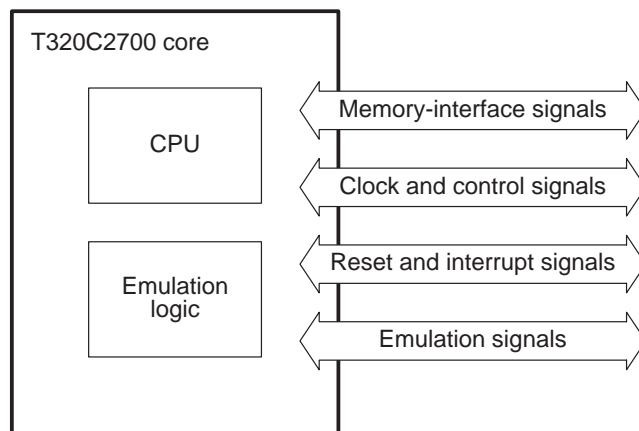 T320C2700 core
CPU
Memory-interface signals
Clock and control signals
Emulation
logic
Reset and interrupt signals
Emulation signals